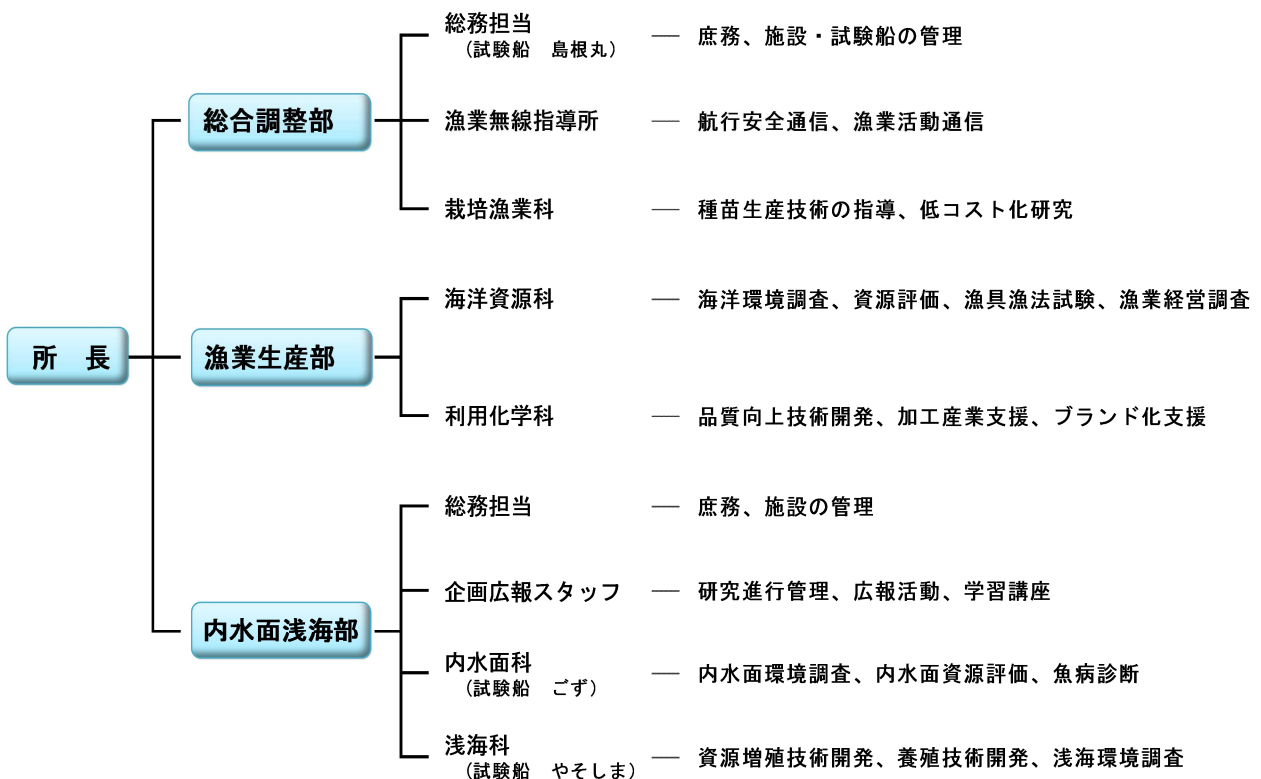 所　長
総合調整部
総務担当
（試験船　島根丸）
庶務、施設・試験船の管理
漁業無線指導所
航行安全通信、漁業活動通信
栽培漁業科
種苗生産技術の指導、低コスト化研究
漁業生産部
海洋資源科
海洋環境調査、資源評価、漁具漁法試験、漁業経営調査
利用化学科
品質向上技術開発、加工産業支援、ブランド化支援
内水面浅海部
総務担当
庶務、施設の管理
企画広報スタッフ
研究進行管理、広報活動、学習講座
内水面科
（試験船　ごず）
内水面環境調査、内水面資源評価、魚病診断
浅海科
（試験船　やそしま）
資源増殖技術開発、養殖技術開発、浅海環境調査